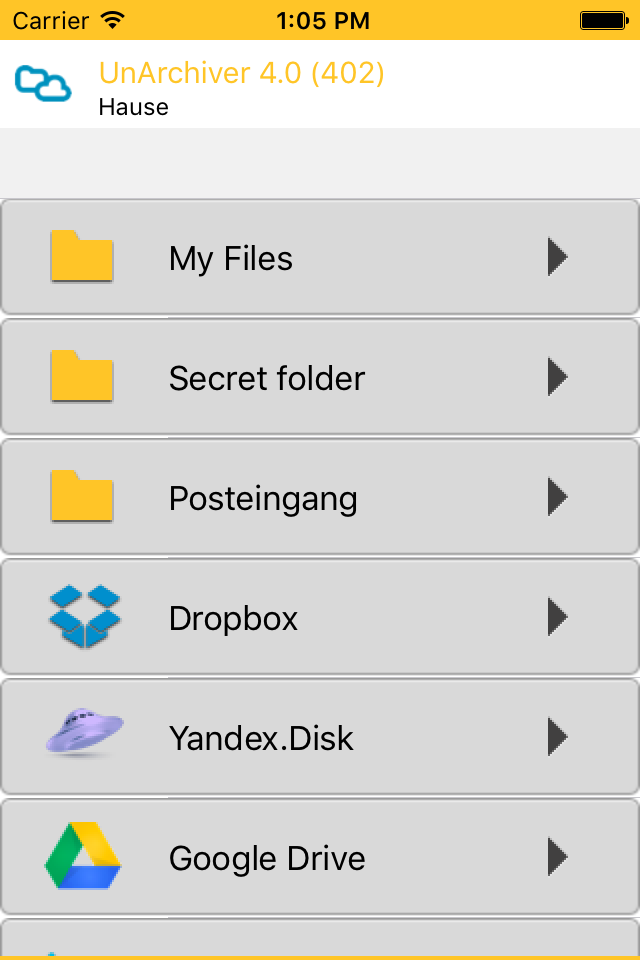 Carrier 1:05 PM
UnArchiver 4.0 (402)
Hause
My Files
Secret folder
Posteingang
Dropbox
Yandex.Disk
Google Drive